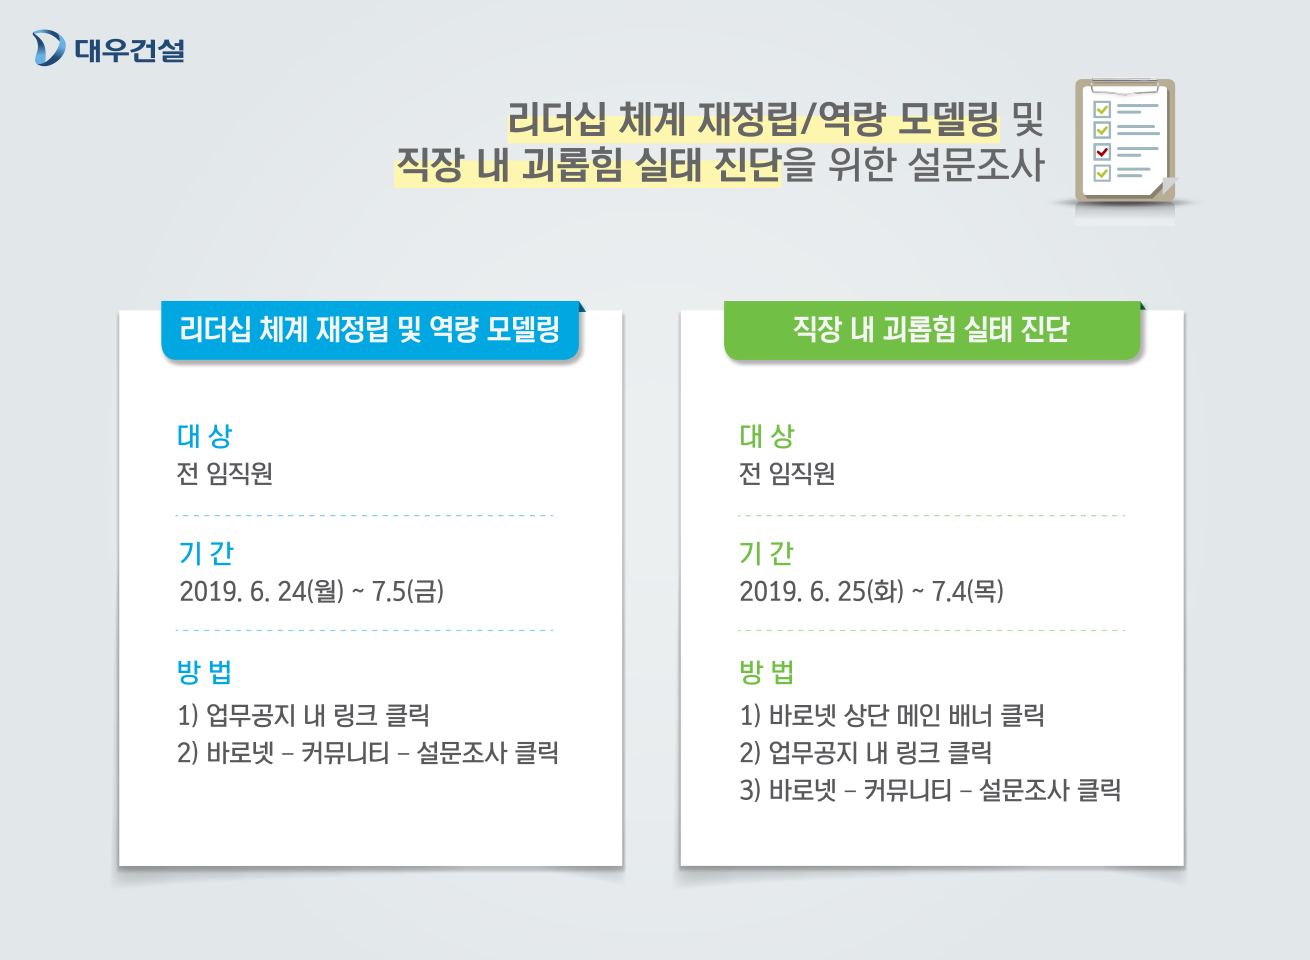 대우건설
리더십 체계 재정립/역량 모델링 및
직장 내 괴롭힘 실태 진단을 위한 설문조사
리더십 체계 재정립 및 역량 모델링
대 상
전 임직원
기 간
2019. 6. 24(월) ~ 7.5(금)
방 법
1) 업무공지 내 링크 클릭
2) 바로넷 – 커뮤니티 – 설문조사 클릭
직장 내 괴롭힘 실태 진단
대 상
전 임직원
기 간
2019. 6. 25(화) ~ 7.4(목)
방 법
1) 바로넷 상단 메인 배너 클릭
2) 업무공지 내 링크 클릭
3) 바로넷 – 커뮤니티 – 설문조사 클릭